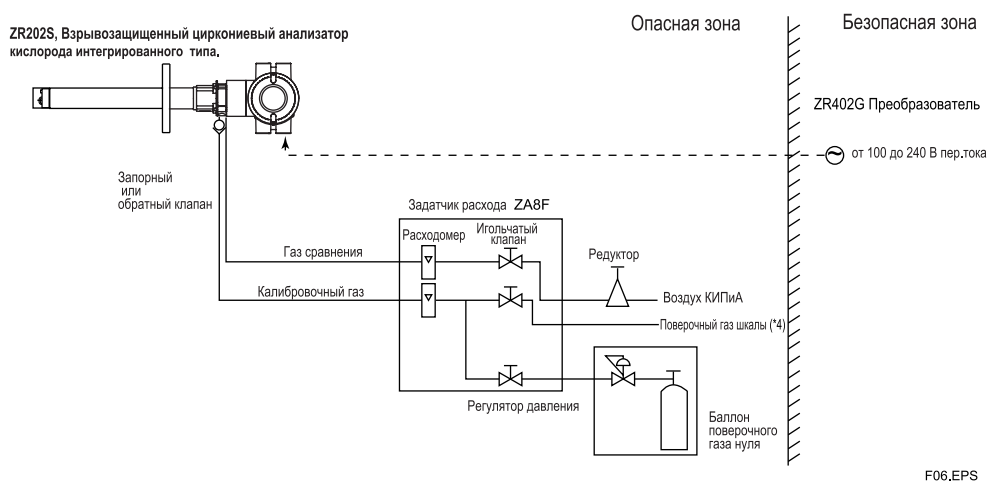 Опасная зона
Безопасная зона
ZR202S, Взрывозащищенный циркониевый анализатор
кислорода интегрированного типа.
ZR402G Преобразователь
от 100 до 240 В пер.тока
Запорный
или
обратный клапан
Задатчик расхода ZA8F
Расходомер
Игольчатый
клапан
Газ сравнения
Редуктор
Калибровочный газ
Воздух КИПиА
Поверочный газ шкалы (*4)
Регулятор давления
Баллон
поверочного
газа нуля
F06.EPS